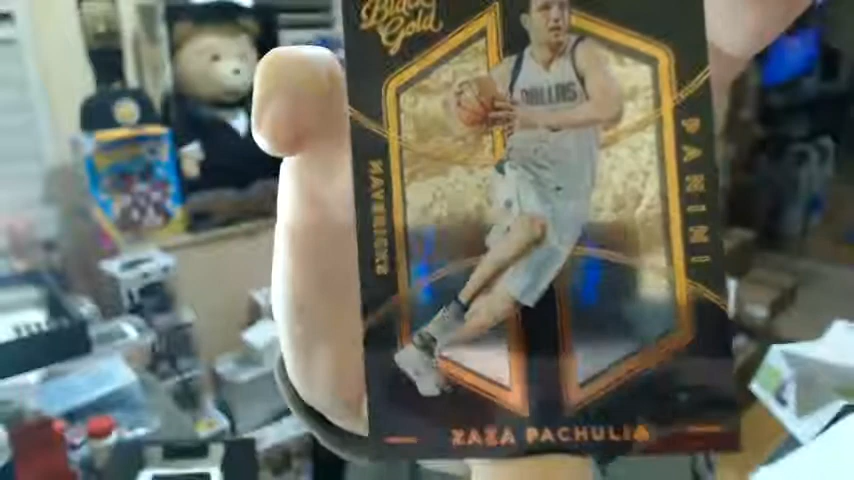 Black
Gold
DALLAS
MAVERICKS
PANINI
ZAZA PACHULIA